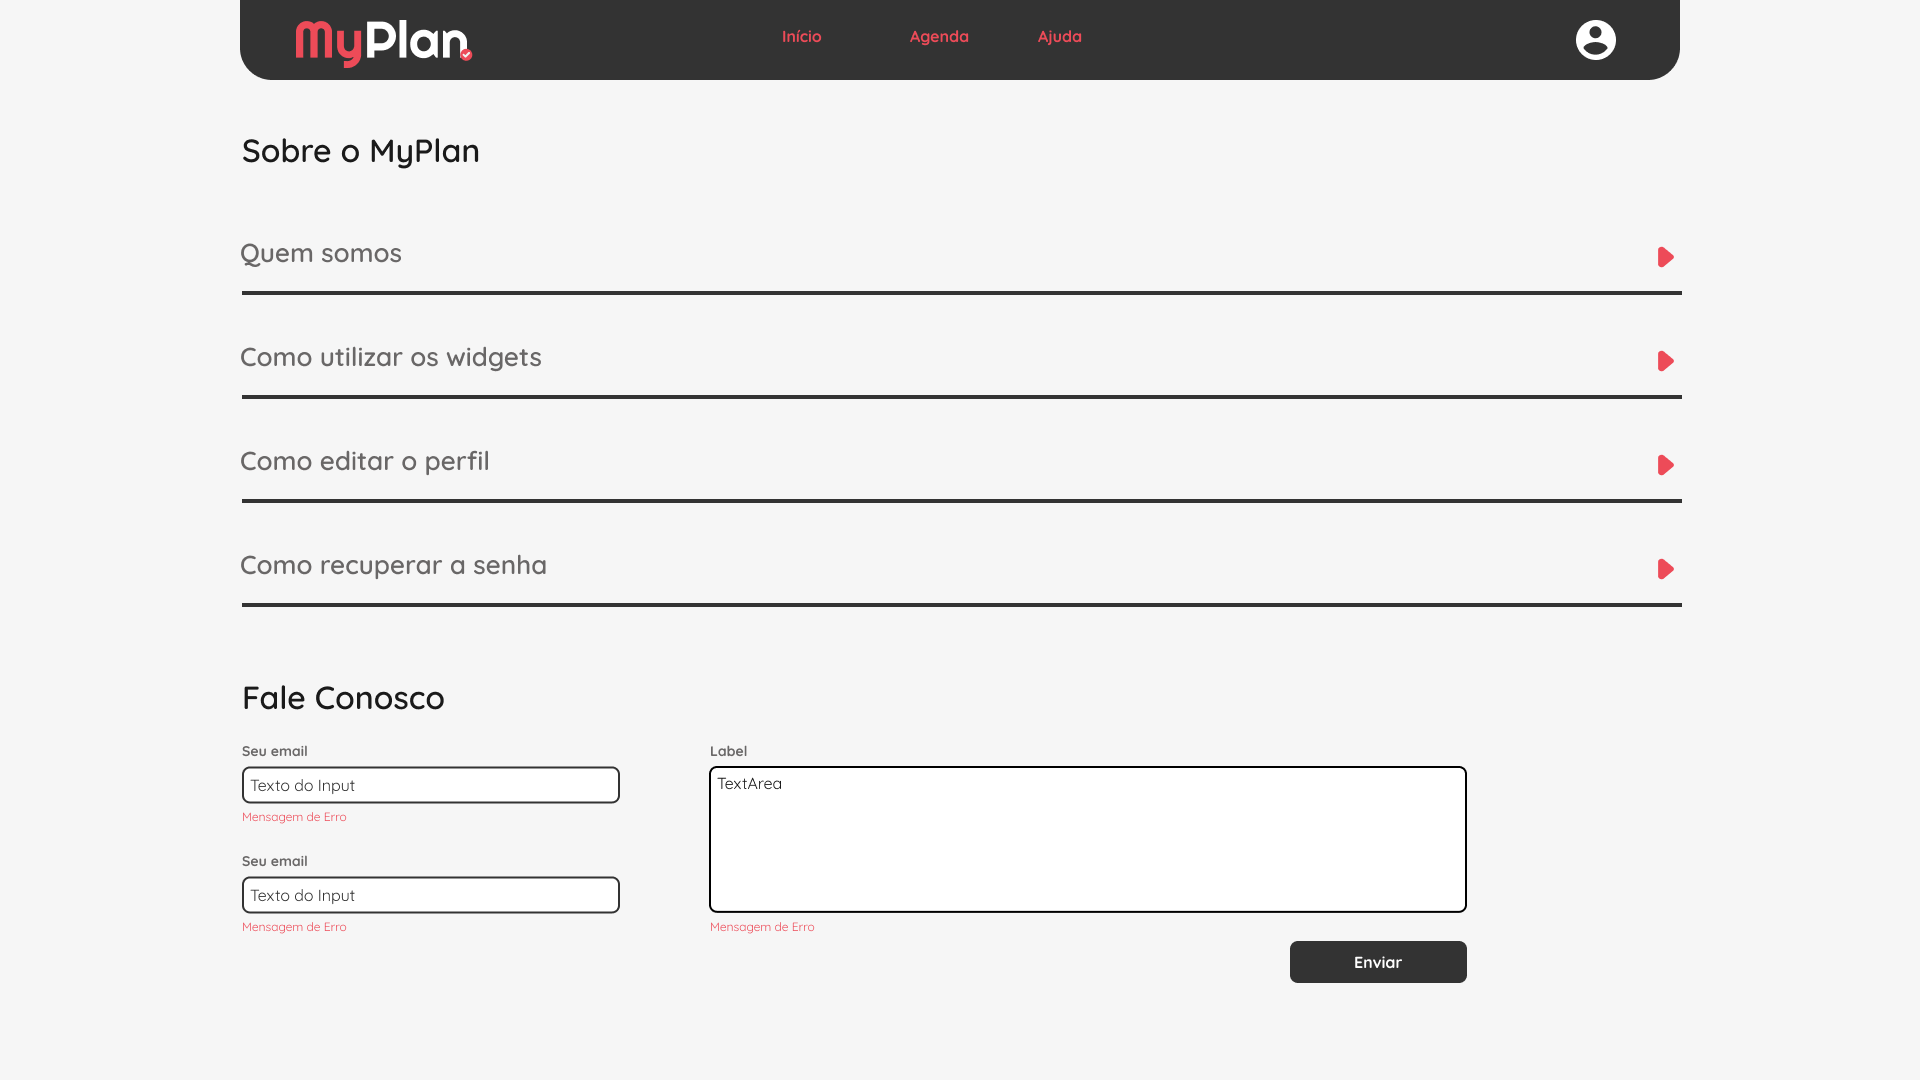 MyPlan
Início Agenda Ajuda
Sobre o MyPlan
Quem somos
Como utilizar os widgets
Como editar o perfil
Como recuperar a senha
Fale Conosco
Seu email
Texto do Input
Mensagem de Erro
Seu email
Texto do Input
Mensagem de Erro
Label
TextArea
Mensagem de Erro
Enviar